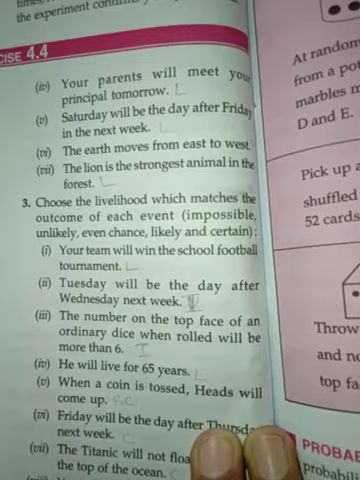 the experiment
CISE 4.4
(iv) Your parents will meet your
principal tomorrow. L
(v) Saturday will be the day after Friday
in the next week. L
(vi) The earth moves from east to west.
(vii) The lion is the strongest animal in the
forest. L
3. Choose the livelihood which matches the
outcome of each event (impossible,
unlikely, even chance, likely and certain):
(i) Your team will win the school football
tournament. L
(ii) Tuesday will be the day after
Wednesday next week.
(iii) The number on the top face of an
ordinary dice when rolled will be
more than 6. I
(iv) He will live for 65 years. L
(v) When a coin is tossed, Heads will
come up. E.C
(vi) Friday will be the day after Thursda
next week. C
(vii) The Titanic will not floa
the top of the ocean. C
At random
from a pot
marbles m
D and E.
Pick up a
shuffled
52 cards
Throw
and no
top fa
PROBAB
probabili